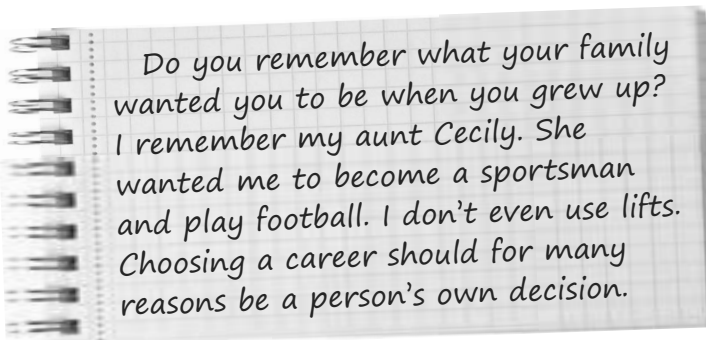 Do you remember what your family
wanted you to be when you grew up?
I remember my aunt Cecily. She
wanted me to become a sportsman
and play football. I don't even use lifts.
Choosing a career should for many
reasons be a person's own decision.